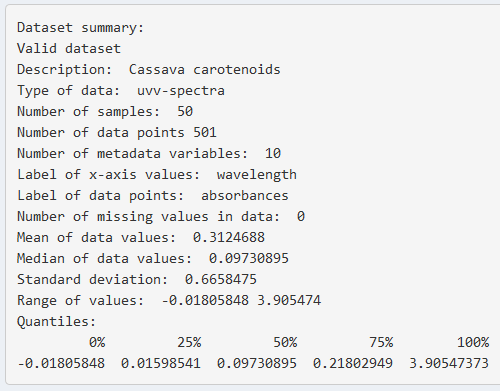 Dataset summary:
Valid dataset
Description:  Cassava carotenoids
Type of data:  uvv-spectra
Number of samples:  50
Number of data points 501
Number of metadata variables:  10
Label of x-axis values:  wavelength
Label of data points:  absorbances
Number of missing values in data:  0
Mean of data values:  0.3124688
Median of data values:  0.09730895
Standard deviation:  0.6658475
Range of values:  -0.01805848 3.905474
Quantiles:
         0%         25%         50%         75%        100%
-0.01805848  0.01598541  0.09730895  0.21802949  3.90547373